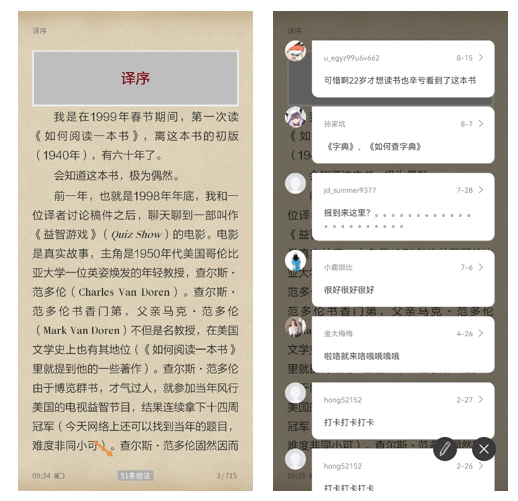 译序
译序
我是在1999年春节期间，第一次读
《如何阅读一本书》，离这本书的初版
（1940年），有六十年了。
会知道这本书，极为偶然。
前一年，也就是1998年年底，我和一
位译者讨论稿件之后，聊天聊到一部叫作
《益智游戏》（Quiz Show）的电影。电影
是真实故事，主角是1950年代美国哥伦比
亚大学一位英姿焕发的年轻教授，查尔斯·
范多伦（Charles Van Doren）。查尔斯·
范多伦书香门第，父亲马克·范多伦
（Mark Van Doren）不但是名教授，在美国
文学史上也有其地位（《如何阅读一本书》
里就提到他的一些著作）。查尔斯·范多伦
由于博览群书，才气过人，就参加当年风行
美国的电视益智节目，结果连续拿下十四周
冠军（今天网络上还可以找到当年的题目，
难度非同小可）。查尔斯·范多伦固然因而
09:34
51条想法
3/715
译序
u_egyz99u6v662
8-15
可惜啊22岁才想读书也幸亏看到了这本书
孙家坑
8-7
《字典》、《如何查字典》
jd_summer9377
7-28
报到来这里？。。。。。。。。。。。。。
。。。。。。。。。。
小鹿斑比
7-6
很好很好很好
金大梅梅
4-26
啦咯就来咯哦哦哦哦
hong52152
2-27
打卡打卡打卡
hong52152
2-26
打卡打卡打卡